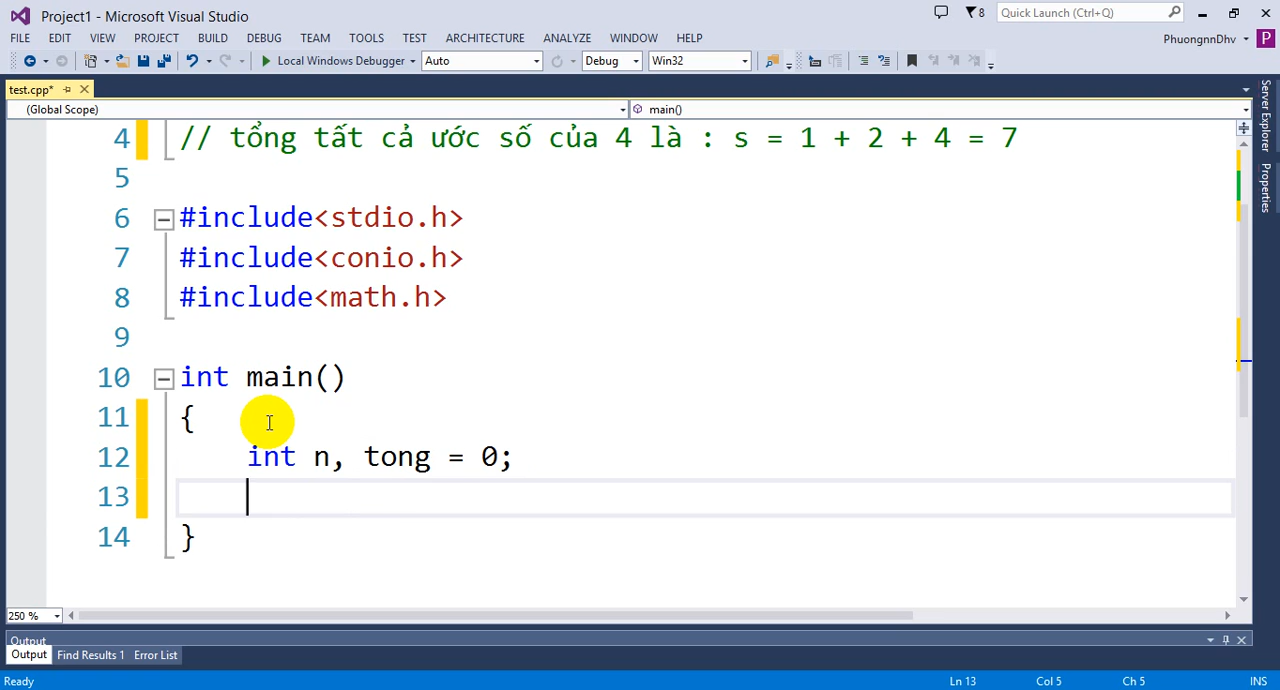 Project1 - Microsoft Visual Studio
8
Quick Launch (Ctrl+Q)
FILE EDIT VIEW PROJECT BUILD DEBUG TEAM TOOLS TEST ARCHITECTURE ANALYZE WINDOW HELP
PhuongnnDhv P
Local Windows Debugger Auto Debug Win32
test.cpp*
(Global Scope) main()
4 // tổng tất cả ước số của 4 là : s = 1 + 2 + 4 = 7
5
6 #include<stdio.h>
7 #include<conio.h>
8 #include<math.h>
9
10 int main()
11 {
12 int n, tong = 0;
13
14 }
250 %
Output
Output Find Results 1 Error List
Ready Ln 13 Col 5 Ch 5 INS
Server Explorer
Properties